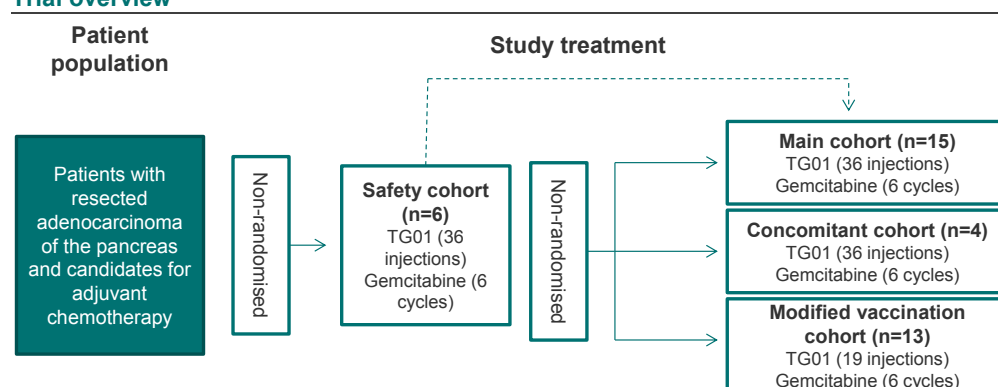 Trial overview
Patient
population
Study treatment
Patients with
resected
adenocarcinoma
of the pancreas
and candidates for
adjuvant
chemotherapy
Non-randomised
Safety cohort
(n=6)
TG01 (36
injections)
Gemcitabine (6
cycles)
Non-randomised
Main cohort (n=15)
TG01 (36 injections)
Gemcitabine (6 cycles)
Concomitant cohort (n=4)
TG01 (36 injections)
Gemcitabine (6 cycles)
Modified vaccination
cohort (n=13)
TG01 (19 injections)
Gemcitabine (6 cycles)